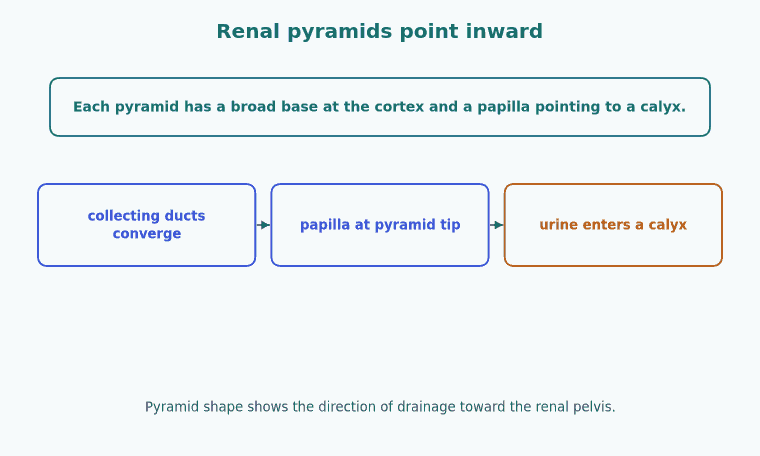 Renal pyramids point inward
Each pyramid has a broad base at the cortex and a papilla pointing to a calyx.
collecting ducts
converge
papilla at pyramid tip
urine enters a calyx
Pyramid shape shows the direction of drainage toward the renal pelvis.